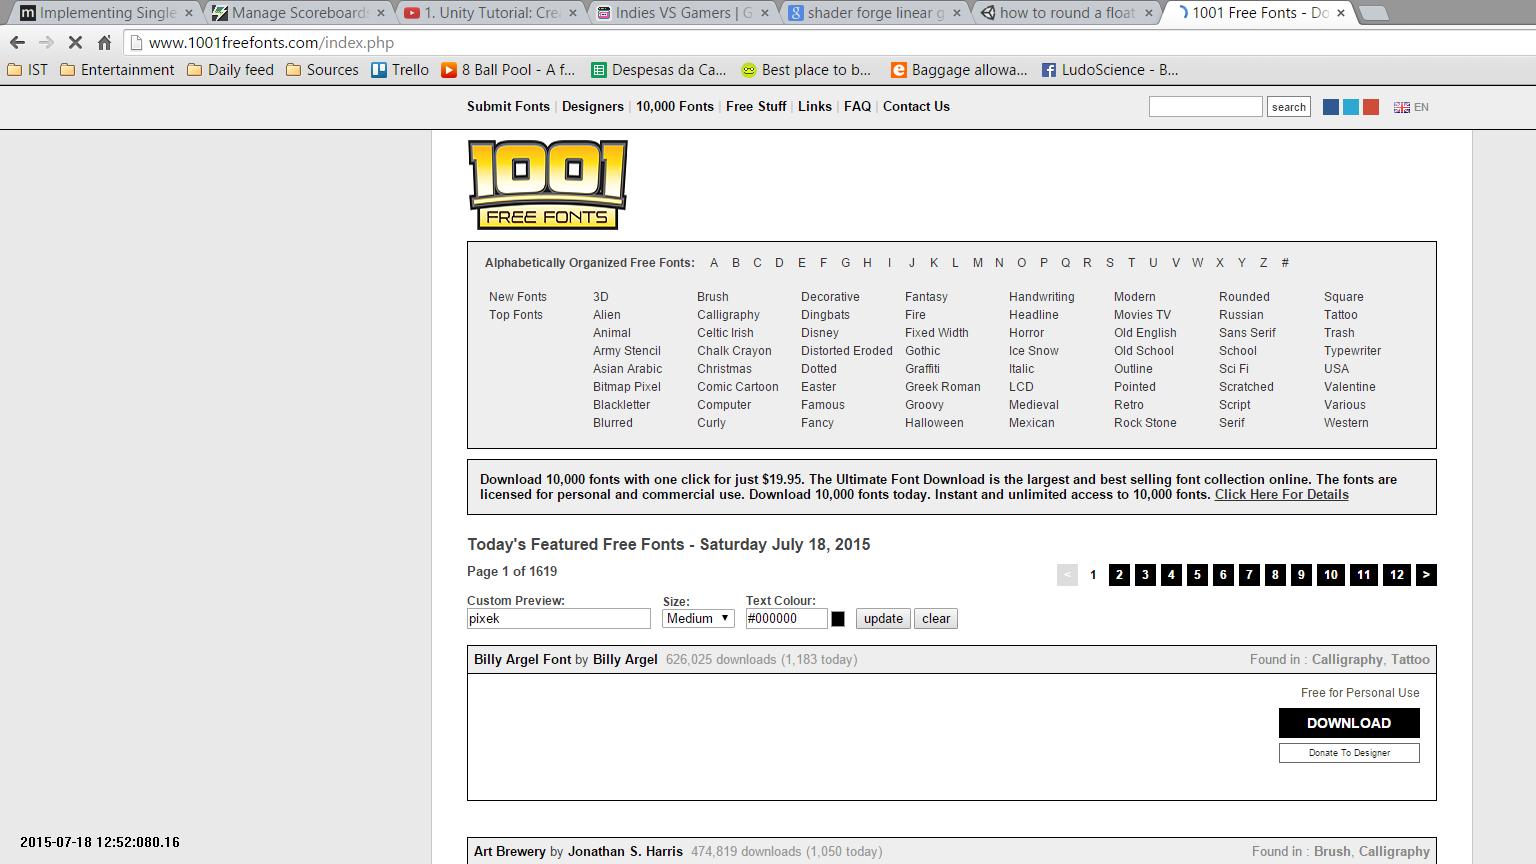 Implementing Single Manage Scoreboards 1. Unity Tutorial: Cre Indies VS Gamers | G shader forge linear g how to round a float 1001 Free Fonts - Do
www.1001freefonts.com/index.php
IST Entertainment Daily feed Sources Trello 8 Ball Pool - A f... Despesas da Ca... Best place to b... Baggage allowa... LudoScience - B...
Submit Fonts | Designers | 10,000 Fonts | Free Stuff | Links | FAQ | Contact Us search EN
1001
FREE FONTS
Alphabetically Organized Free Fonts: A B C D E F G H I J K L M N O P Q R S T U V W X Y Z #
New Fonts 3D Brush Decorative Fantasy Handwriting Modern Rounded Square
Top Fonts Alien Calligraphy Dingbats Fire Headline Movies TV Russian Tattoo
Animal Celtic Irish Disney Fixed Width Horror Old English Sans Serif Trash
Army Stencil Chalk Crayon Distorted Eroded Gothic Ice Snow Old School School Typewriter
Asian Arabic Christmas Dotted Graffiti Italic Outline Sci Fi USA
Bitmap Pixel Comic Cartoon Easter Greek Roman LCD Pointed Scratched Valentine
Blackletter Computer Famous Groovy Medieval Retro Script Various
Blurred Curly Fancy Halloween Mexican Rock Stone Serif Western
Download 10,000 fonts with one click for just $19.95. The Ultimate Font Download is the largest and best selling font collection online. The fonts are
licensed for personal and commercial use. Download 10,000 fonts today. Instant and unlimited access to 10,000 fonts. Click Here For Details
Today's Featured Free Fonts - Saturday July 18, 2015
Page 1 of 1619 < 1 2 3 4 5 6 7 8 9 10 11 12 >
Custom Preview: Size: Text Colour:
pixek Medium #000000 update clear
Billy Argel Font by Billy Argel 626,025 downloads (1,183 today) Found in : Calligraphy, Tattoo
Free for Personal Use
DOWNLOAD
Donate To Designer
2015-07-18 12:52:080.16
Art Brewery by Jonathan S. Harris 474,819 downloads (1,050 today) Found in : Brush, Calligraphy